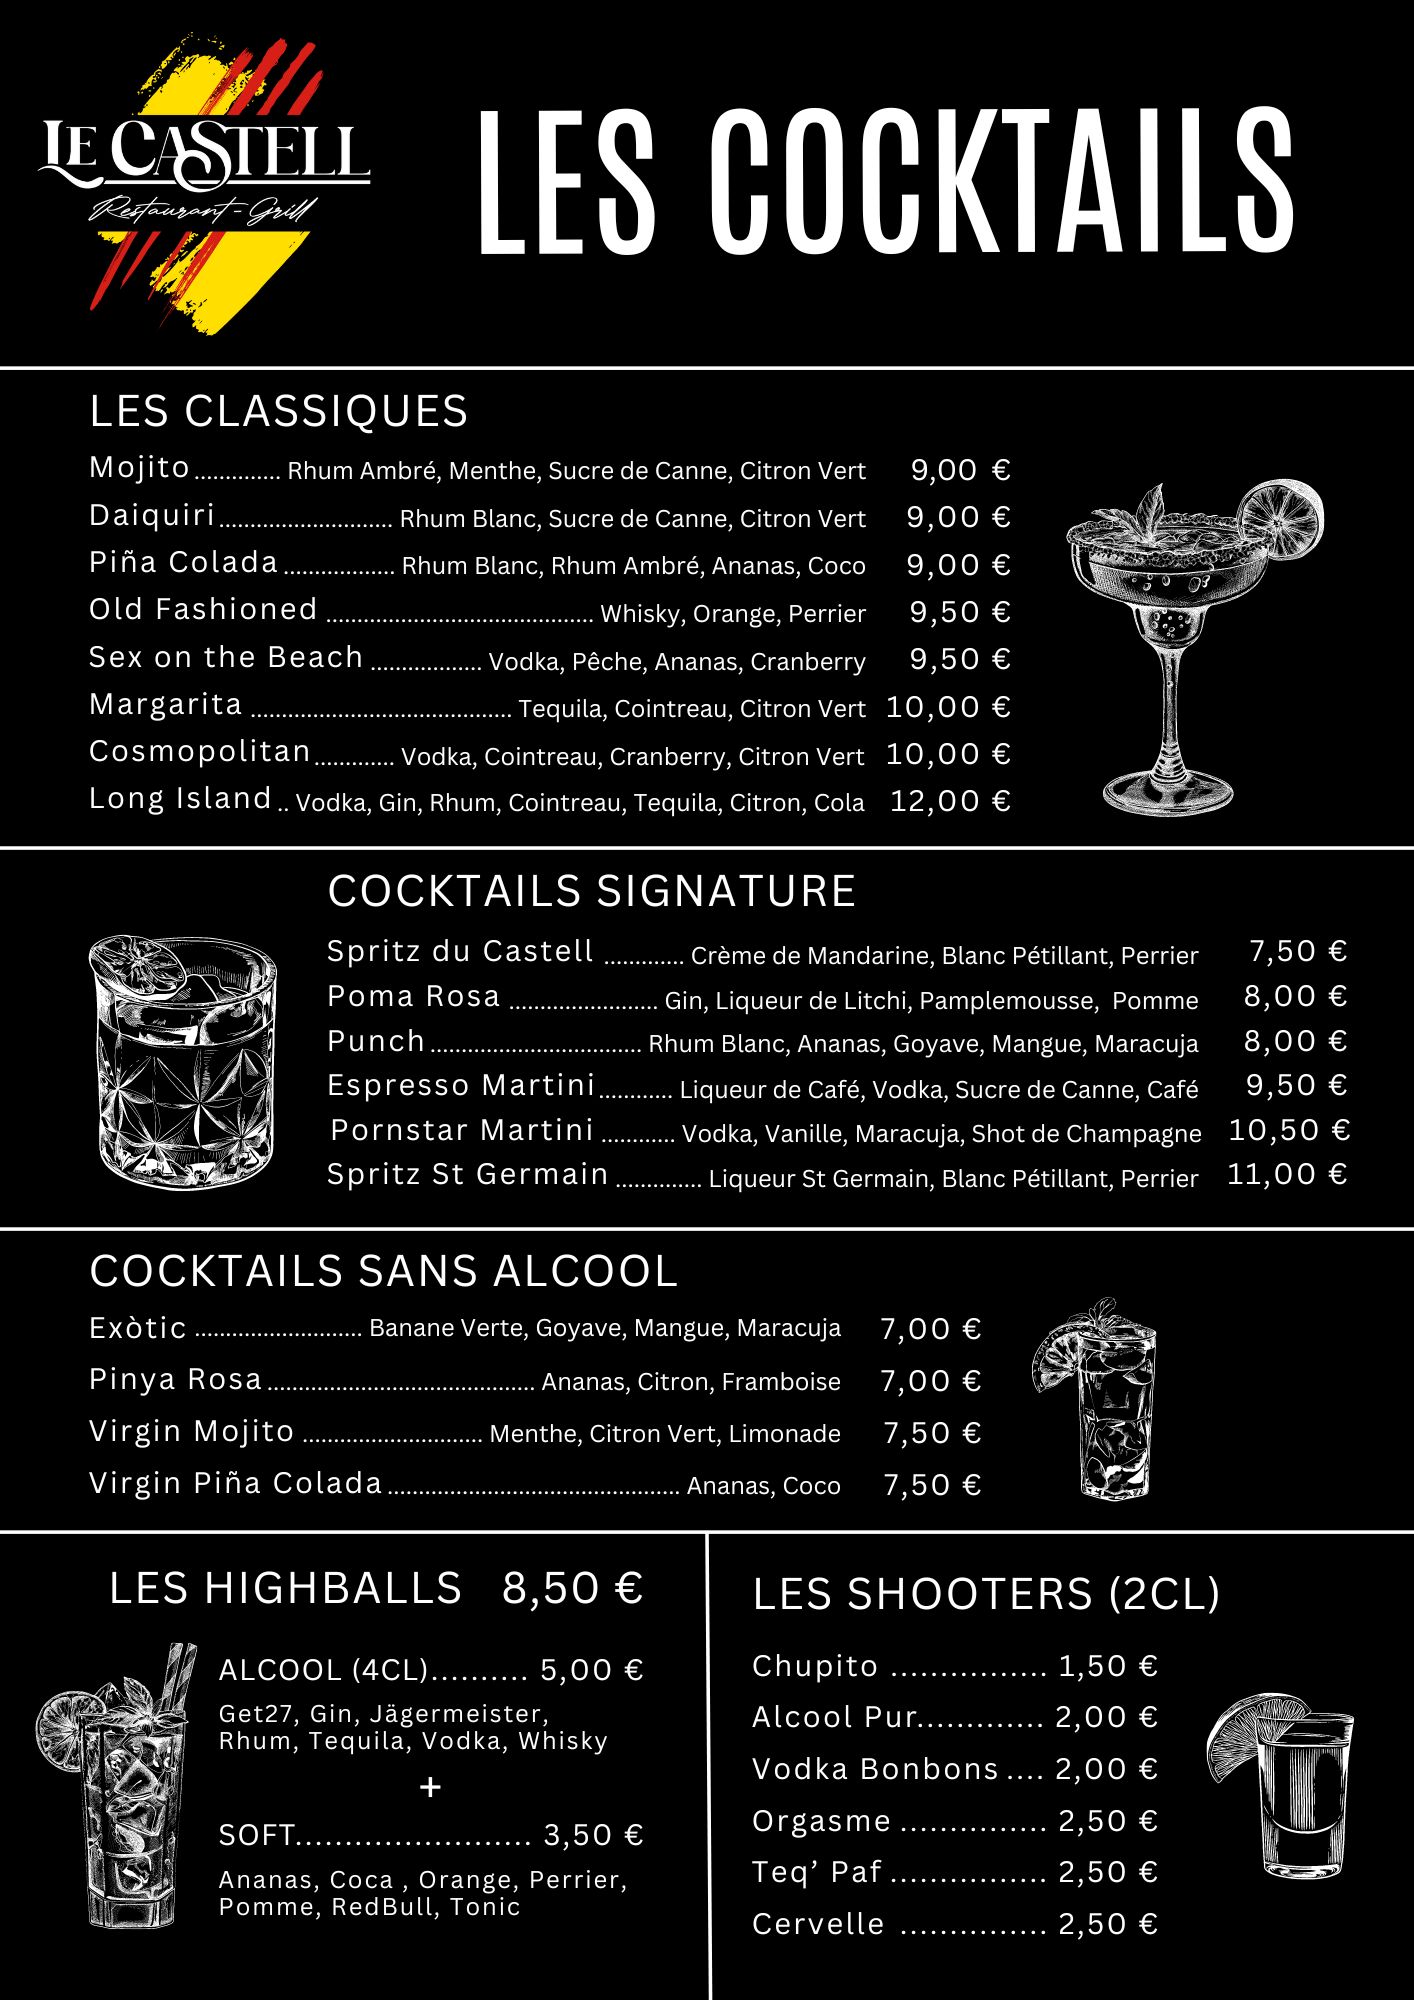 LE CASTELL
Restaurant - Grill
LES COCKTAILS
LES CLASSIQUES
Mojito.............. Rhum Ambré, Menthe, Sucre de Canne, Citron Vert 9,00 €
Daiquiri............................ Rhum Blanc, Sucre de Canne, Citron Vert 9,00 €
Piña Colada.................. Rhum Blanc, Rhum Ambré, Ananas, Coco 9,00 €
Old Fashioned ........................................... Whisky, Orange, Perrier 9,50 €
Sex on the Beach .................. Vodka, Pêche, Ananas, Cranberry 9,50 €
Margarita .......................................... Tequila, Cointreau, Citron Vert 10,00 €
Cosmopolitan............. Vodka, Cointreau, Cranberry, Citron Vert 10,00 €
Long Island.. Vodka, Gin, Rhum, Cointreau, Tequila, Citron, Cola 12,00 €
COCKTAILS SIGNATURE
Spritz du Castell ............. Crème de Mandarine, Blanc Pétillant, Perrier 7,50 €
Poma Rosa ........................ Gin, Liqueur de Litchi, Pamplemousse, Pomme 8,00 €
Punch.................................. Rhum Blanc, Ananas, Goyave, Mangue, Maracuja 8,00 €
Espresso Martini............ Liqueur de Café, Vodka, Sucre de Canne, Café 9,50 €
Pornstar Martini ............ Vodka, Vanille, Maracuja, Shot de Champagne 10,50 €
Spritz St Germain .............. Liqueur St Germain, Blanc Pétillant, Perrier 11,00 €
COCKTAILS SANS ALCOOL
Exòtic ........................... Banane Verte, Goyave, Mangue, Maracuja 7,00 €
Pinya Rosa........................................... Ananas, Citron, Framboise 7,00 €
Virgin Mojito ............................. Menthe, Citron Vert, Limonade 7,50 €
Virgin Piña Colada............................................... Ananas, Coco 7,50 €
LES HIGHBALLS 8,50 €
ALCOOL (4CL).......... 5,00 €
Get27, Gin, Jägermeister,
Rhum, Tequila, Vodka, Whisky
+
SOFT........................ 3,50 €
Ananas, Coca , Orange, Perrier,
Pomme, RedBull, Tonic
LES SHOOTERS (2CL)
Chupito ................ 1,50 €
Alcool Pur............. 2,00 €
Vodka Bonbons .... 2,00 €
Orgasme ............... 2,50 €
Teq’ Paf ................ 2,50 €
Cervelle ............... 2,50 €